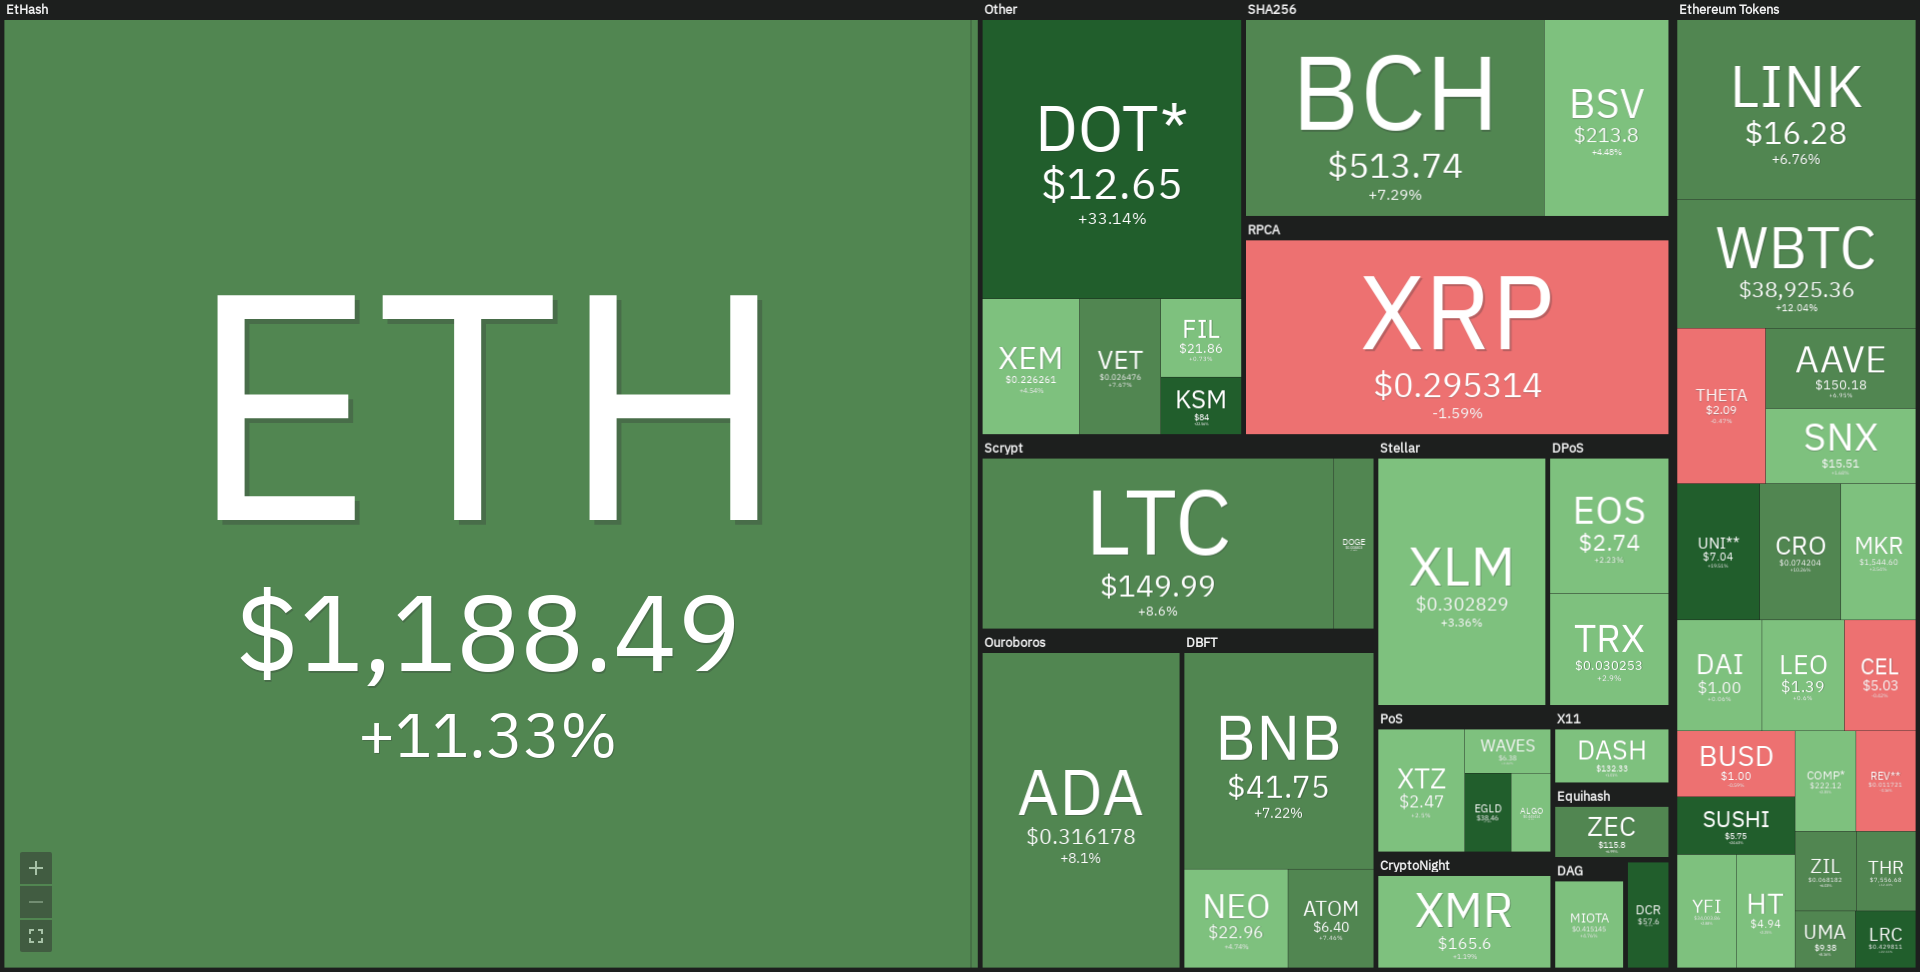 EtHash
ETH
$1,188.49
+11.33%
Other
DOT*
$12.65
+33.14%
XEM
$0.226261
+4.54%
VET
$0.026476
+7.67%
FIL
$21.86
KSM
$84
SHA256
BCH
$513.74
+7.29%
BSV
$213.8
+4.48%
RPCA
XRP
$0.295314
-1.59%
Scrypt
LTC
$149.99
+8.6%
DOGE
Ouroboros
ADA
$0.316178
+8.1%
DBFT
BNB
$41.75
+7.22%
NEO
$22.96
+4.74%
ATOM
$6.40
+7.46%
Stellar
XLM
$0.302829
+3.36%
DPoS
EOS
$2.74
+2.23%
TRX
$0.030253
+2.9%
PoS
XTZ
$2.47
WAVES
$6.38
EGLD
$38.46
ALGO
X11
DASH
$132.33
Equihash
ZEC
$115.8
CryptoNight
XMR
$165.6
+1.19%
DAG
MIOTA
$0.415145
DCR
$57.6
Ethereum Tokens
LINK
$16.28
+6.76%
WBTC
$38,925.36
+12.04%
THETA
$2.09
-0.47%
AAVE
$150.18
+6.95%
SNX
$15.51
UNI**
$7.04
CRO
$0.074204
MKR
$1,544.60
DAI
$1.00
LEO
$1.39
CEL
$5.03
BUSD
$1.00
COMP*
$222.12
REV**
$0.011721
SUSHI
$5.75
ZIL
$0.068182
THR
$7,556.68
YFI
HT
$4.94
UMA
$9.38
LRC
$0.429811